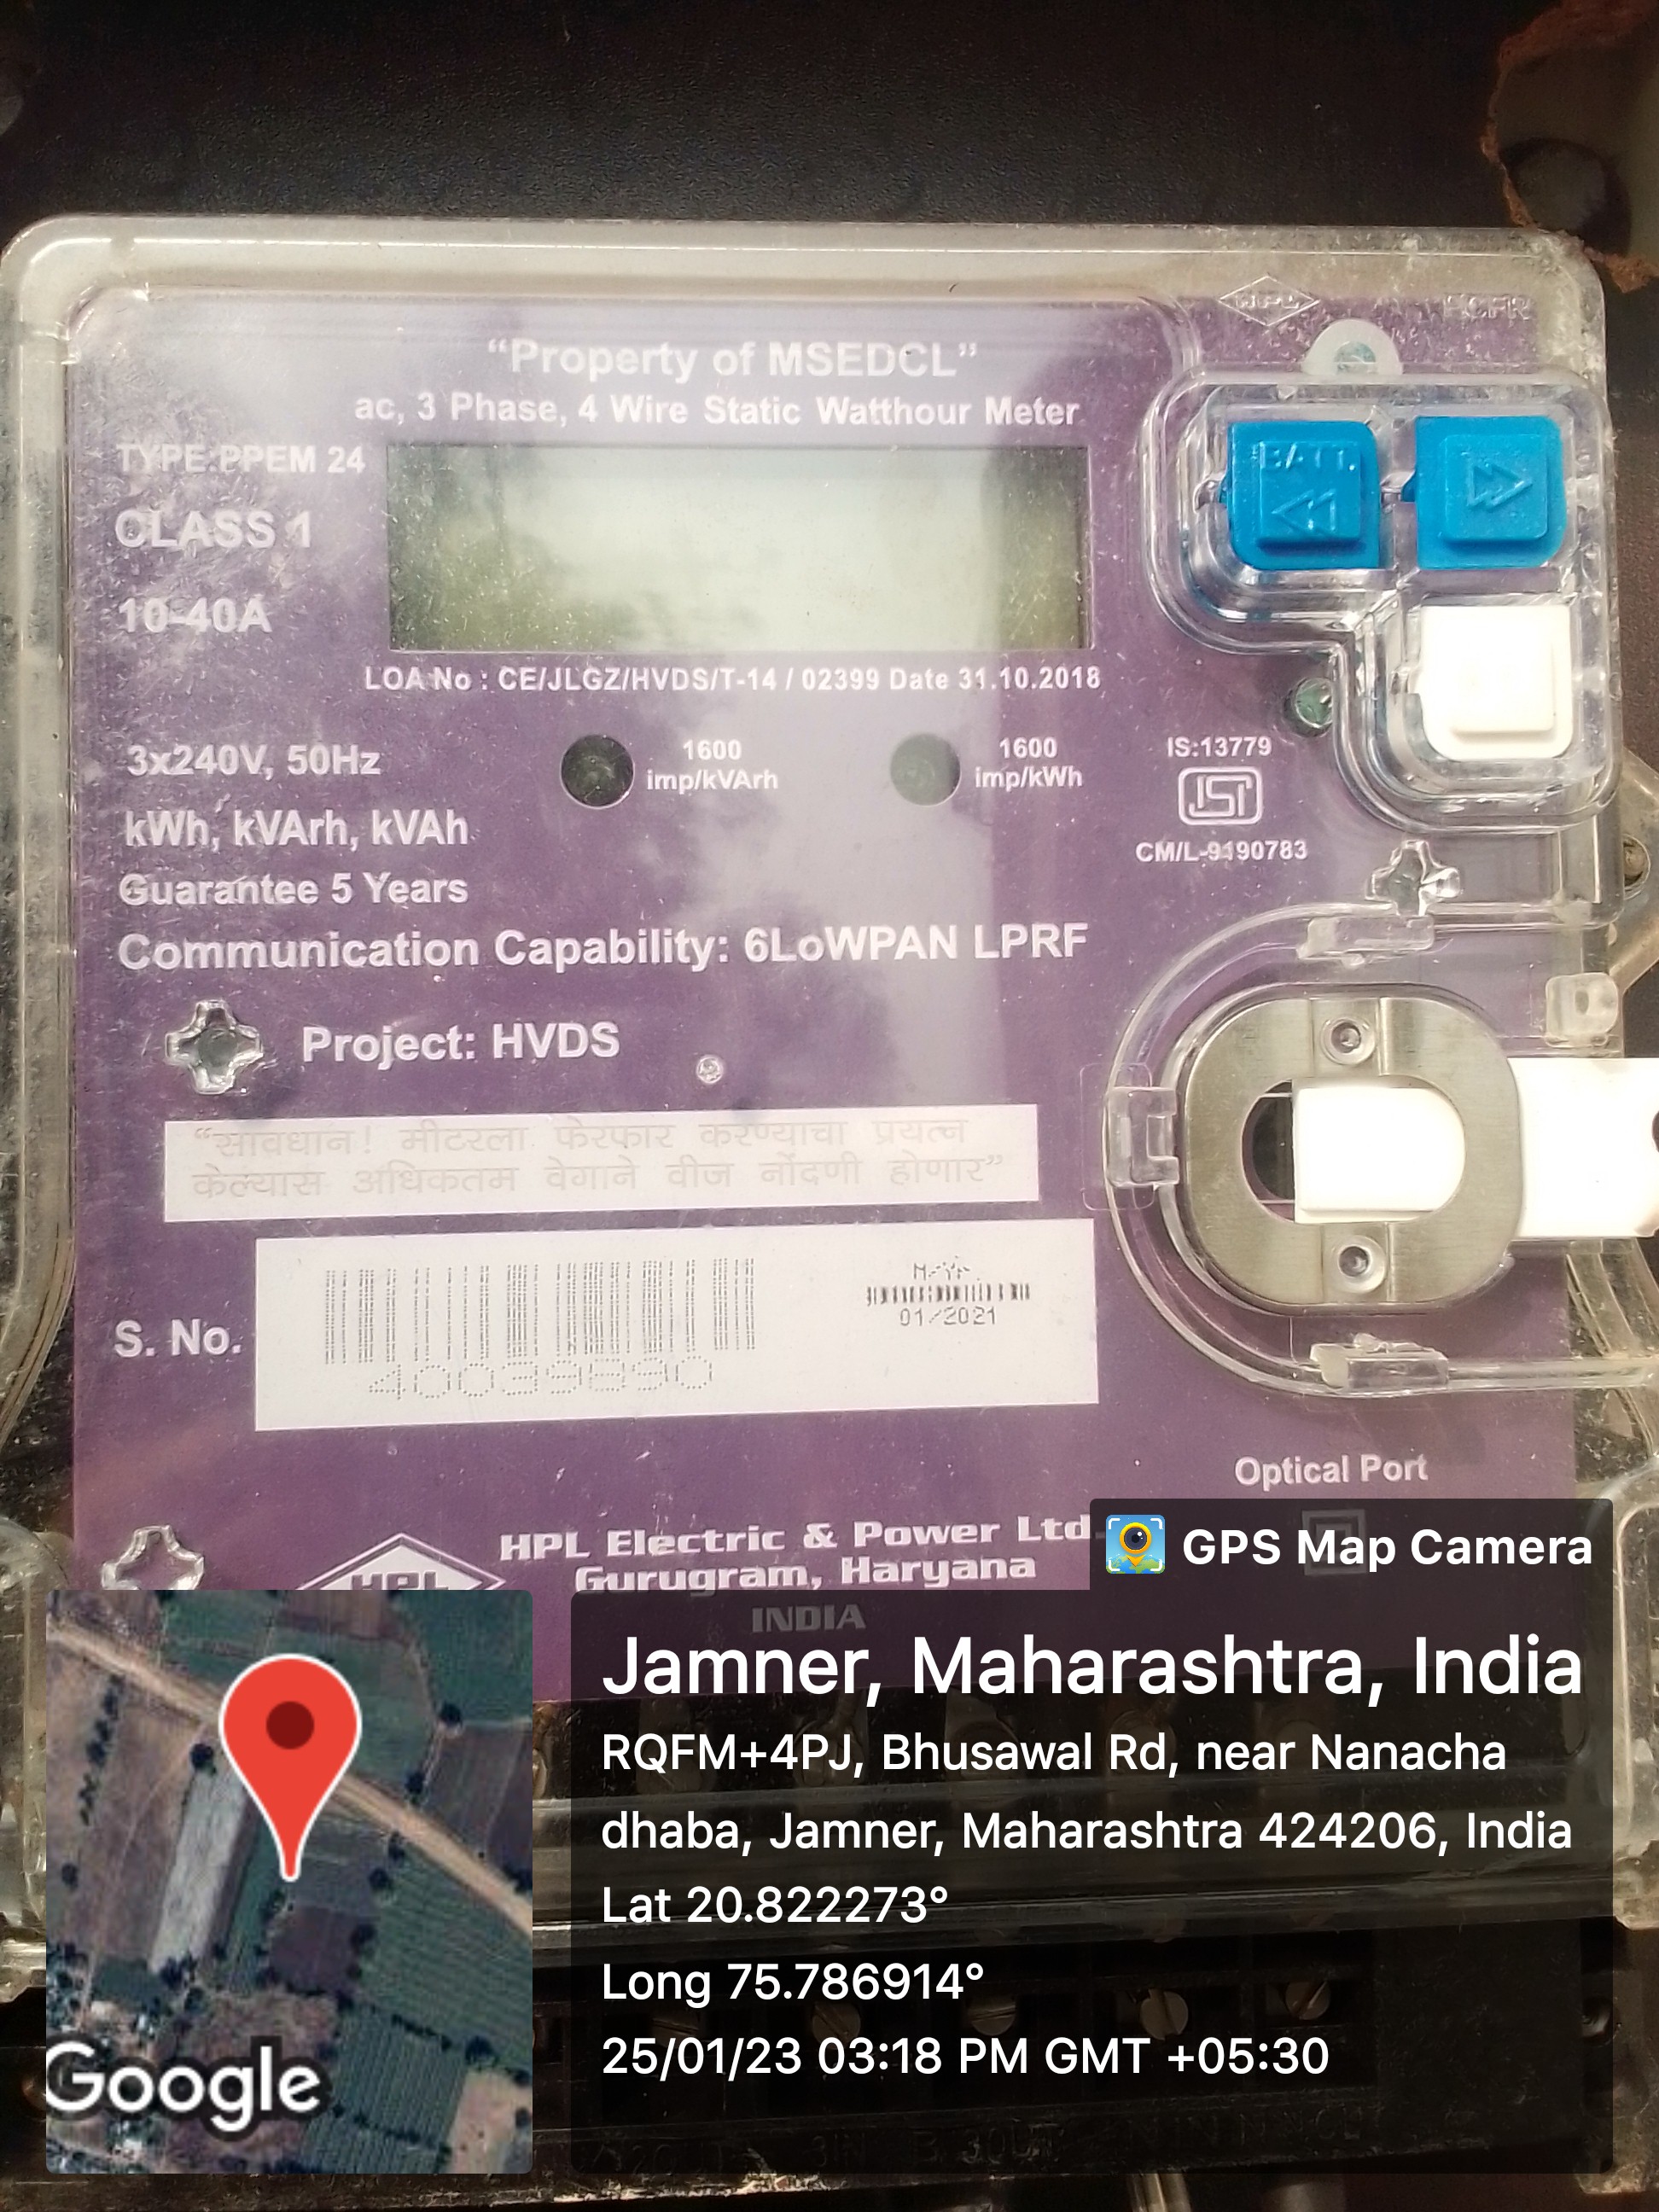 HPL
"Property of MSEDCL"
ac, 3 Phase, 4 Wire Static Watthour Meter
TYPE:PPEM 24
CLASS 1
10-40A
BATT.
LOA No : CE/JLGZ/HVDS/T-14 / 02399 Date 31.10.2018
3x240V, 50Hz
1600
imp/kVArh
1600
imp/kWh
IS:13779
ISI
CM/L-9190783
kWh, kVArh, kVAh
Guarantee 5 Years
Communication Capability: 6LoWPAN LPRF
Project: HVDS
“सावधान! मीटरला फेरफार करण्याचा प्रयत्न
केल्यास अधिकतम वेगाने वीज नोंदणी होणार”
S. No.
40039890
01/2021
Optical Port
HPL
HPL Electric & Power Ltd.
Gurugram, Haryana
INDIA
GPS Map Camera
Jamner, Maharashtra, India
RQFM+4PJ, Bhusawal Rd, near Nanacha
dhaba, Jamner, Maharashtra 424206, India
Lat 20.822273°
Long 75.786914°
25/01/23 03:18 PM GMT +05:30
Google